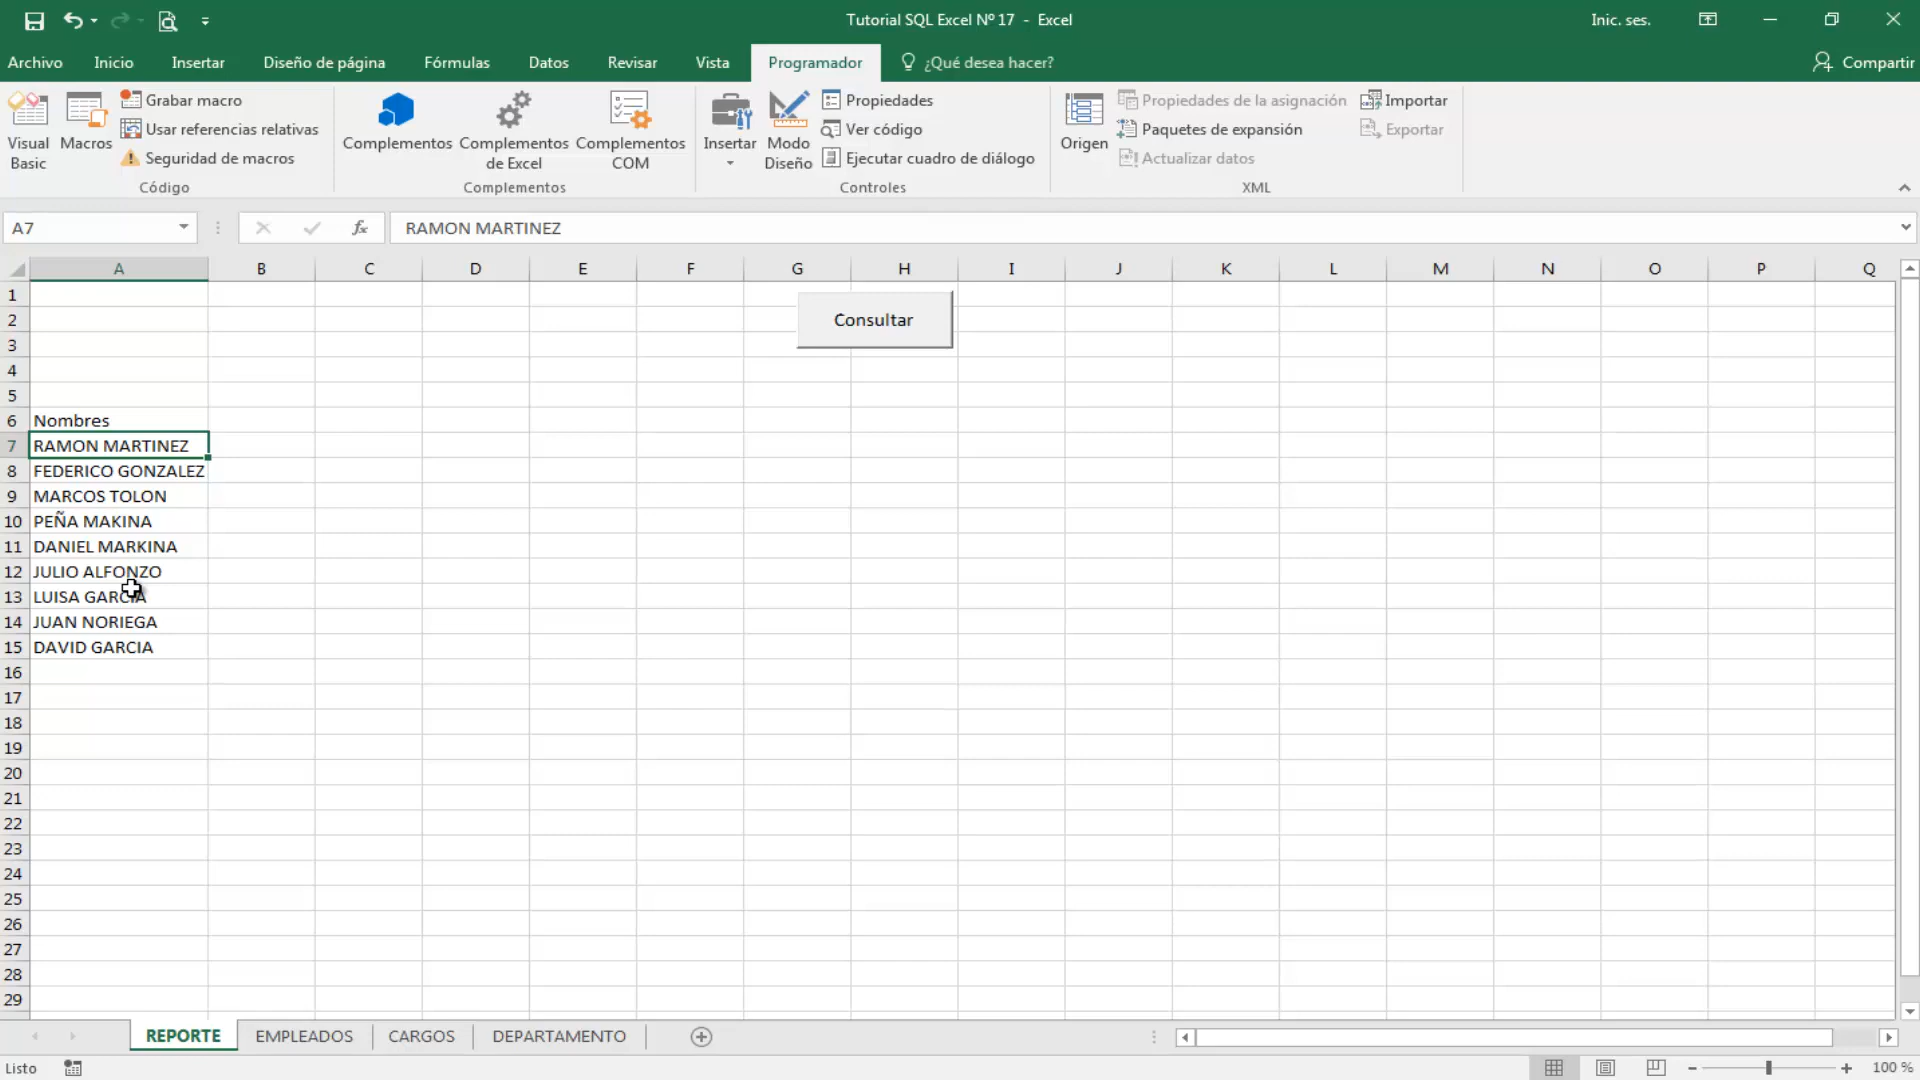 Tutorial SQL Excel Nº 17 - Excel
Inic. ses.
Archivo Inicio Insertar Diseño de página Fórmulas Datos Revisar Vista Programador ¿Qué desea hacer? Compartir
Visual Basic
Macros
Grabar macro
Usar referencias relativas
Seguridad de macros
Código
Complementos
Complementos de Excel
Complementos COM
Complementos
Insertar
Modo Diseño
Propiedades
Ver código
Ejecutar cuadro de diálogo
Controles
Origen
Propiedades de la asignación
Paquetes de expansión
Actualizar datos
Importar
Exportar
XML
A7 fx RAMON MARTINEZ
A B C D E F G H I J K L M N O P Q
1
2 Consultar
3
4
5
6 Nombres
7 RAMON MARTINEZ
8 FEDERICO GONZALEZ
9 MARCOS TOLON
10 PEÑA MAKINA
11 DANIEL MARKINA
12 JULIO ALFONZO
13 LUISA GARCIA
14 JUAN NORIEGA
15 DAVID GARCIA
16
17
18
19
20
21
22
23
24
25
26
27
28
29
REPORTE EMPLEADOS CARGOS DEPARTAMENTO
Listo 100 %